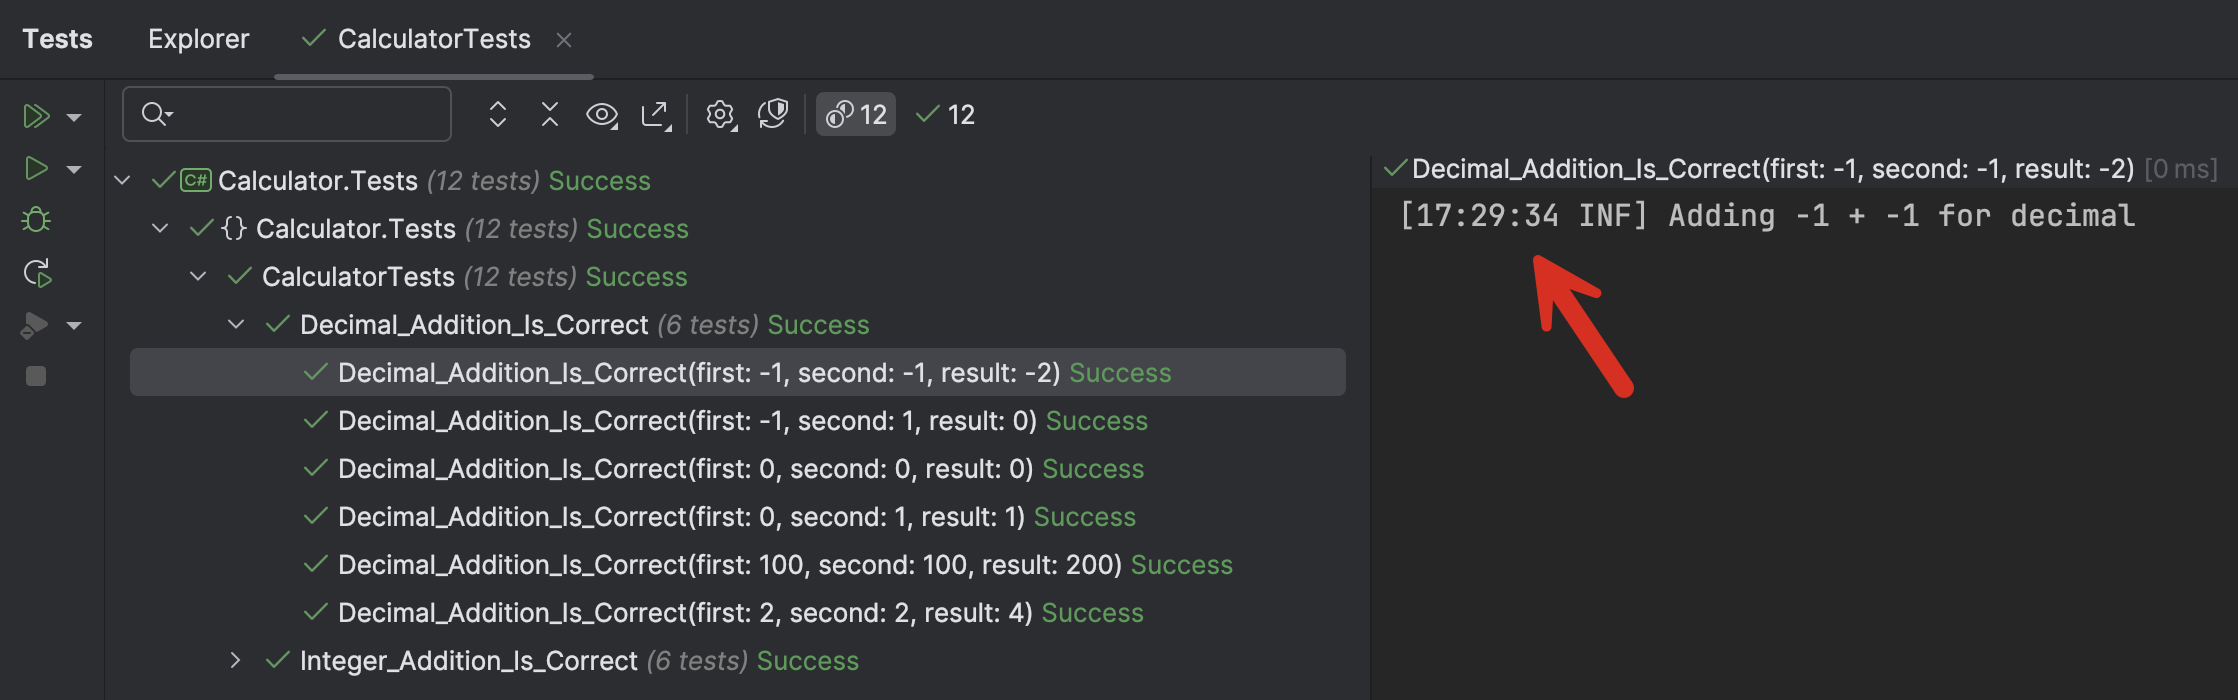 Tests Explorer CalculatorTests
12 12
C# Calculator.Tests (12 tests) Success
{} Calculator.Tests (12 tests) Success
CalculatorTests (12 tests) Success
Decimal_Addition_Is_Correct (6 tests) Success
Decimal_Addition_Is_Correct(first: -1, second: -1, result: -2) Success
Decimal_Addition_Is_Correct(first: -1, second: 1, result: 0) Success
Decimal_Addition_Is_Correct(first: 0, second: 0, result: 0) Success
Decimal_Addition_Is_Correct(first: 0, second: 1, result: 1) Success
Decimal_Addition_Is_Correct(first: 100, second: 100, result: 200) Success
Decimal_Addition_Is_Correct(first: 2, second: 2, result: 4) Success
Integer_Addition_Is_Correct (6 tests) Success
Decimal_Addition_Is_Correct(first: -1, second: -1, result: -2) [0 ms]
[17:29:34 INF] Adding -1 + -1 for decimal